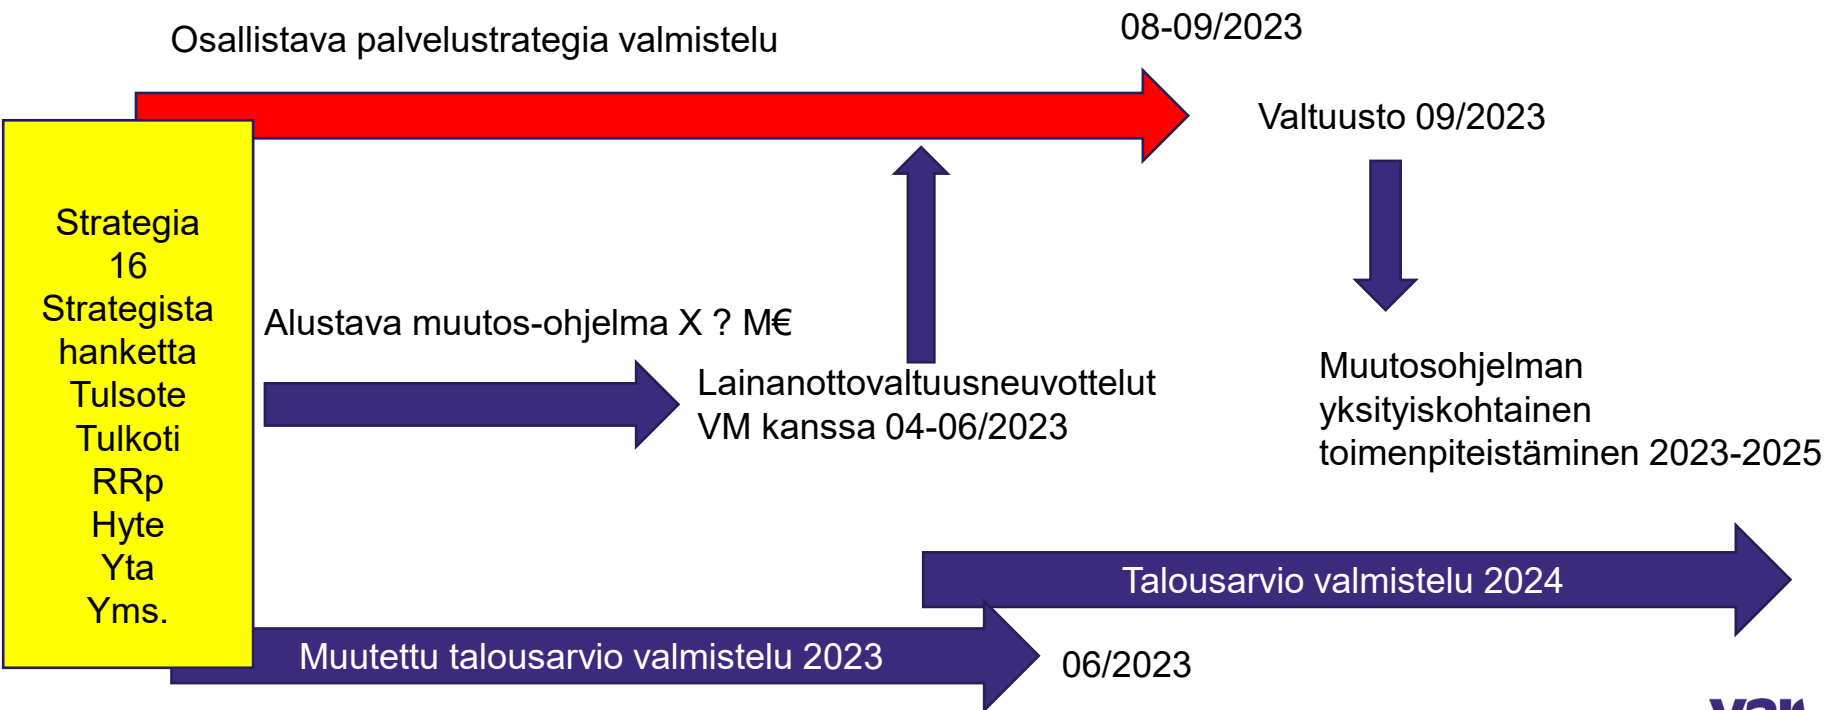 Osallistava palvelustrategia valmistelu
08-09/2023
Valtuusto 09/2023
Strategia
16
Strategista
hanketta
Tulsote
Tulkoti
RRp
Hyte
Yta
Yms.
Alustava muutos-ohjelma X ? M€
Lainanottovaltuusneuvottelut
VM kanssa 04-06/2023
Muutosohjelman
yksityiskohtainen
toimenpiteistäminen 2023-2025
Talousarvio valmistelu 2024
Muutettu talousarvio valmistelu 2023
06/2023